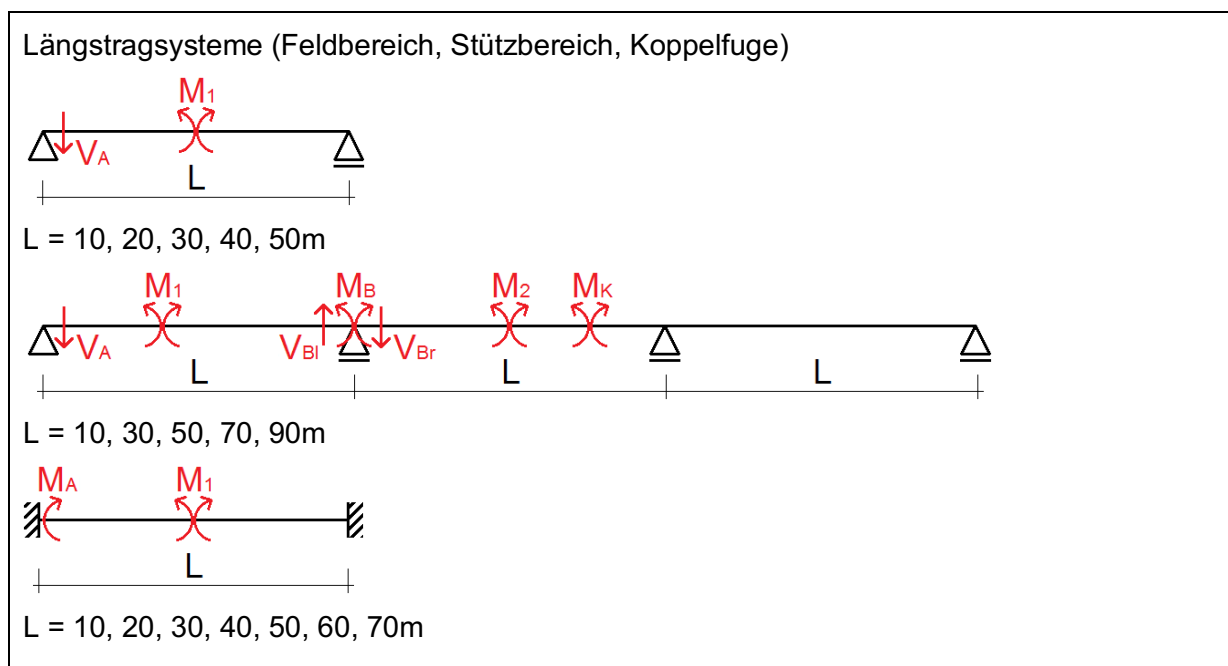 Längstragsysteme (Feldbereich, Stützbereich, Koppelfuge)
M1
VA
L
L = 10, 20, 30, 40, 50m
M1 MB M2 MK
VA VBl VBr
L L L
L = 10, 30, 50, 70, 90m
MA M1
L
L = 10, 20, 30, 40, 50, 60, 70m